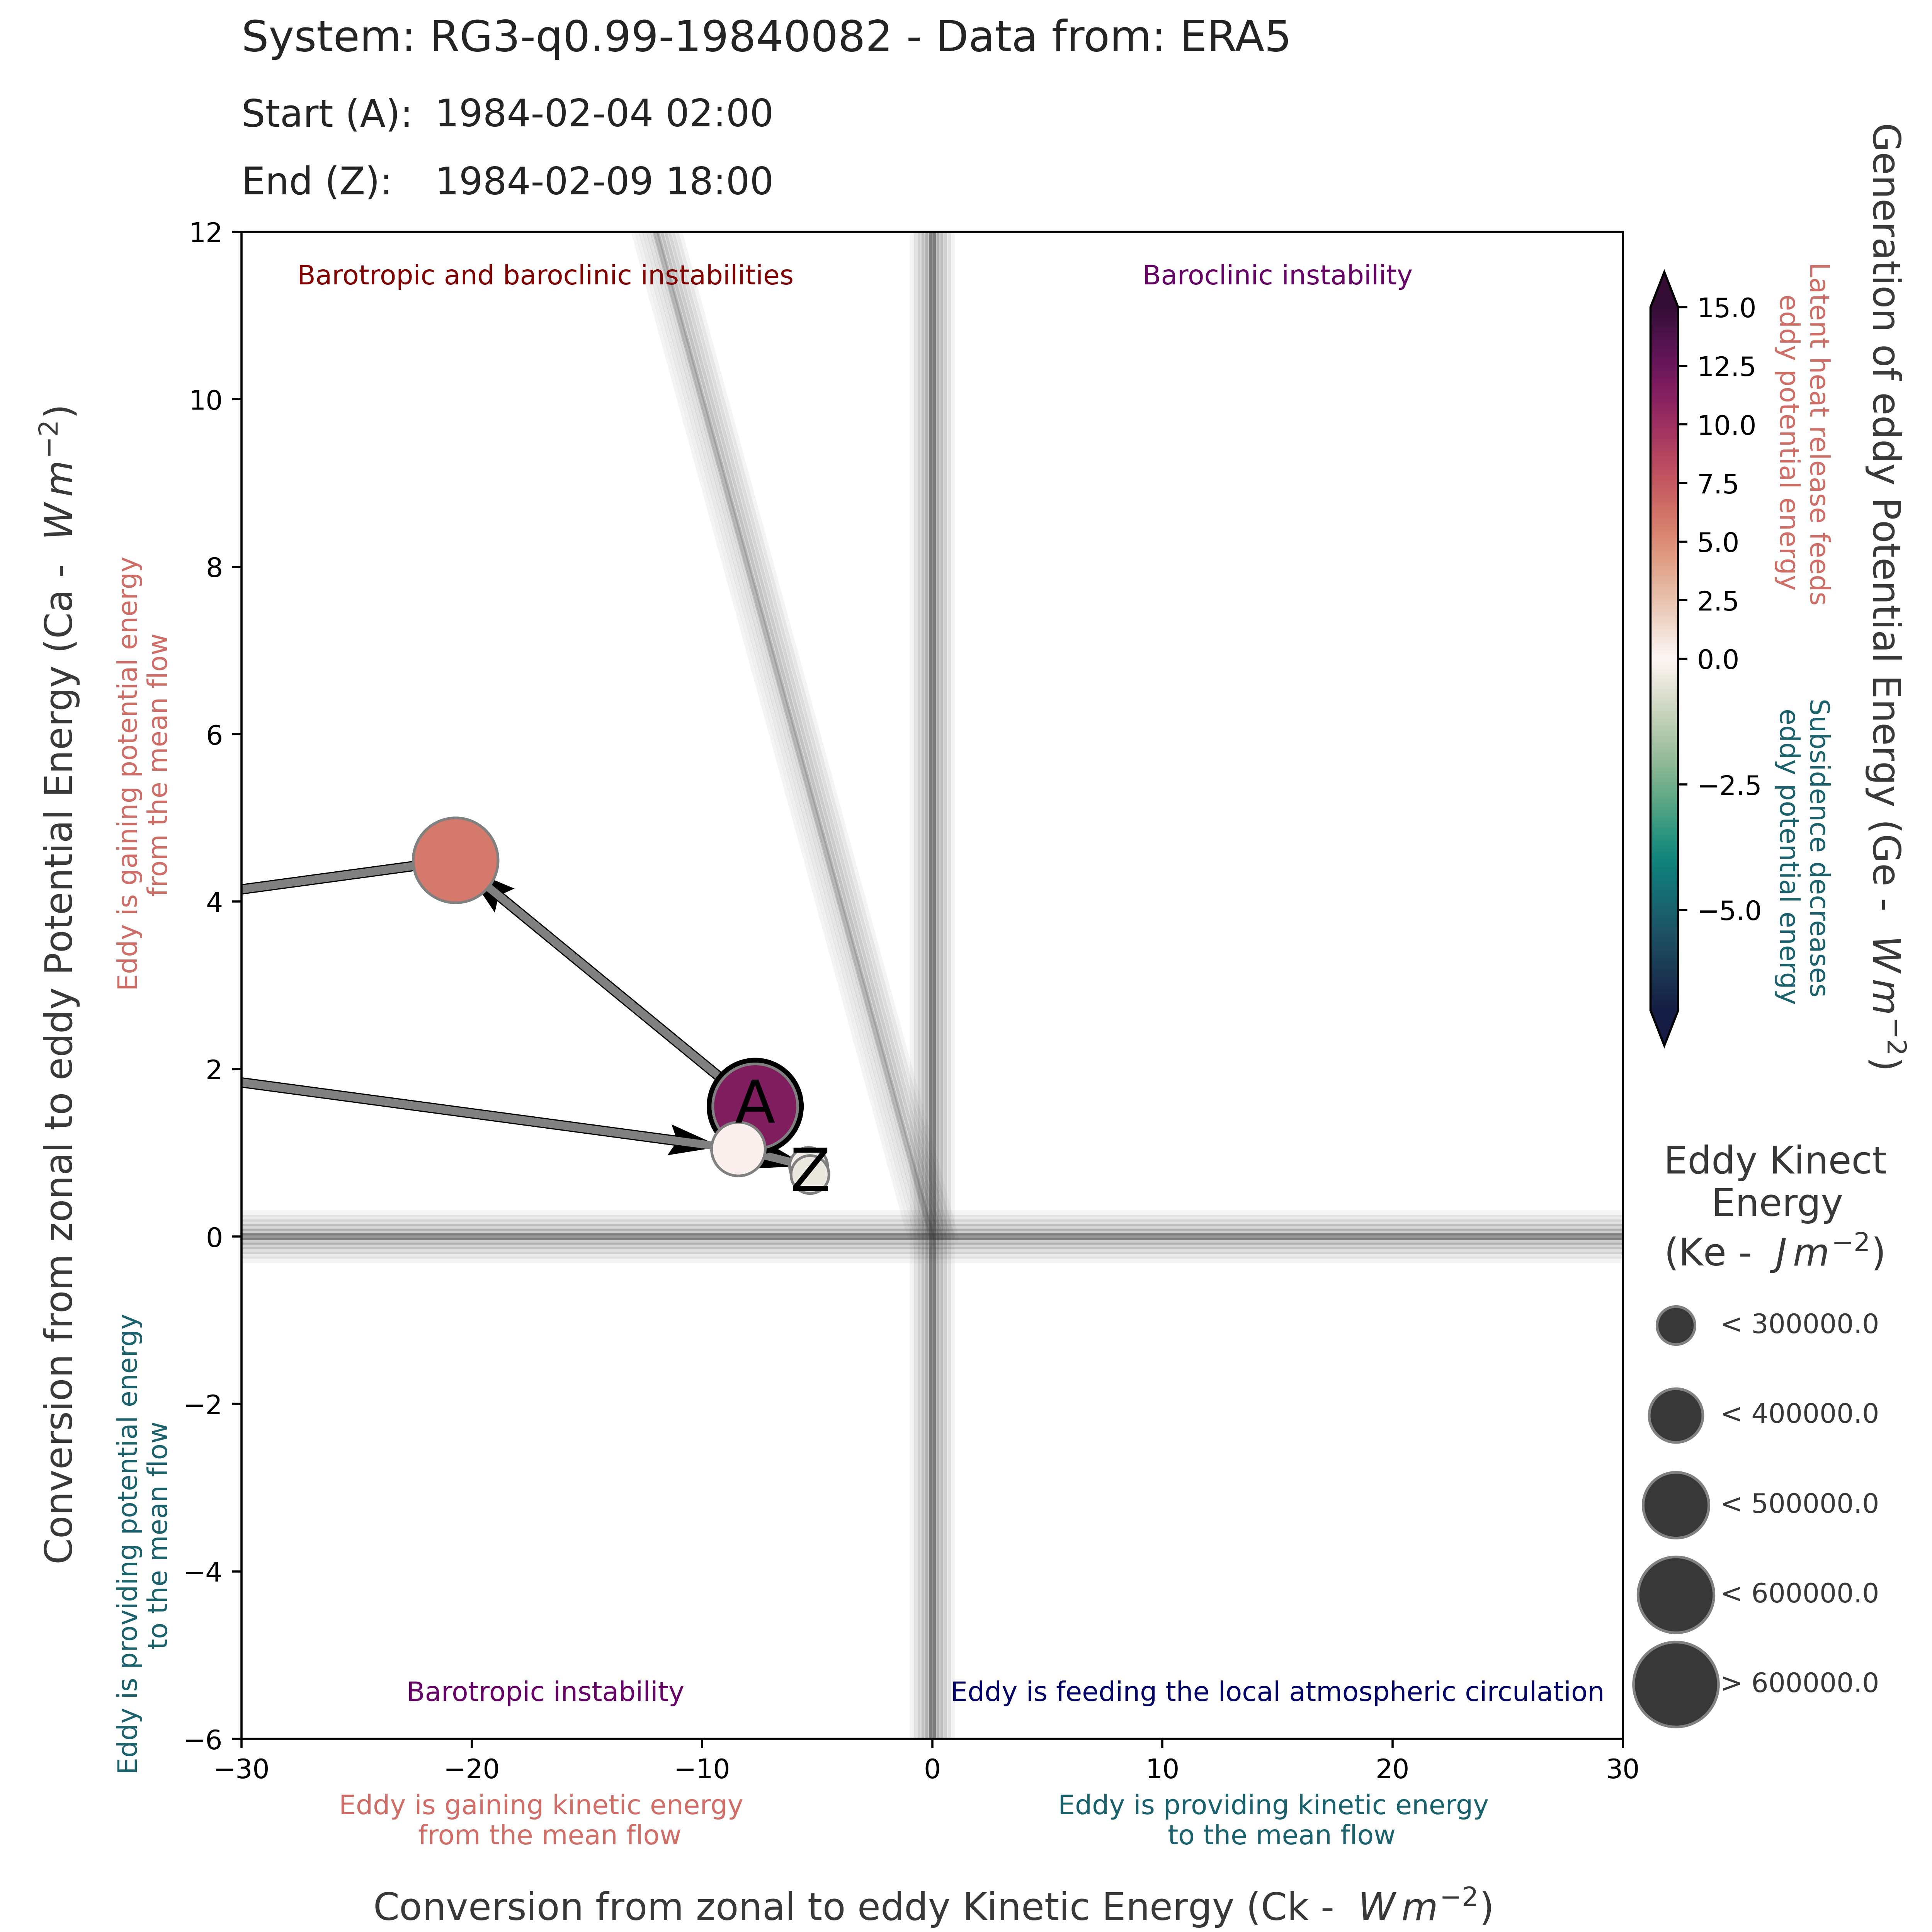 System: RG3-q0.99-19840082 - Data from: ERA5
Start (A): 1984-02-04 02:00
End (Z): 1984-02-09 18:00
Conversion from zonal to eddy Potential Energy (Ca - W m⁻²)
Eddy is gaining potential energy
from the mean flow
Eddy is providing potential energy
to the mean flow
12
10
8
6
4
2
0
−2
−4
−6
Barotropic and baroclinic instabilities
Baroclinic instability
A
Z
Barotropic instability
Eddy is feeding the local atmospheric circulation
−30
−20
−10
0
10
20
30
Eddy is gaining kinetic energy
from the mean flow
Eddy is providing kinetic energy
to the mean flow
Conversion from zonal to eddy Kinetic Energy (Ck - W m⁻²)
15.0
12.5
10.0
7.5
5.0
2.5
0.0
−2.5
−5.0
Latent heat release feeds
eddy potential energy
Subsidence decreases
eddy potential energy
Generation of eddy Potential Energy (Ge - W m⁻²)
Eddy Kinect
Energy
(Ke - J m⁻²)
< 300000.0
< 400000.0
< 500000.0
< 600000.0
> 600000.0